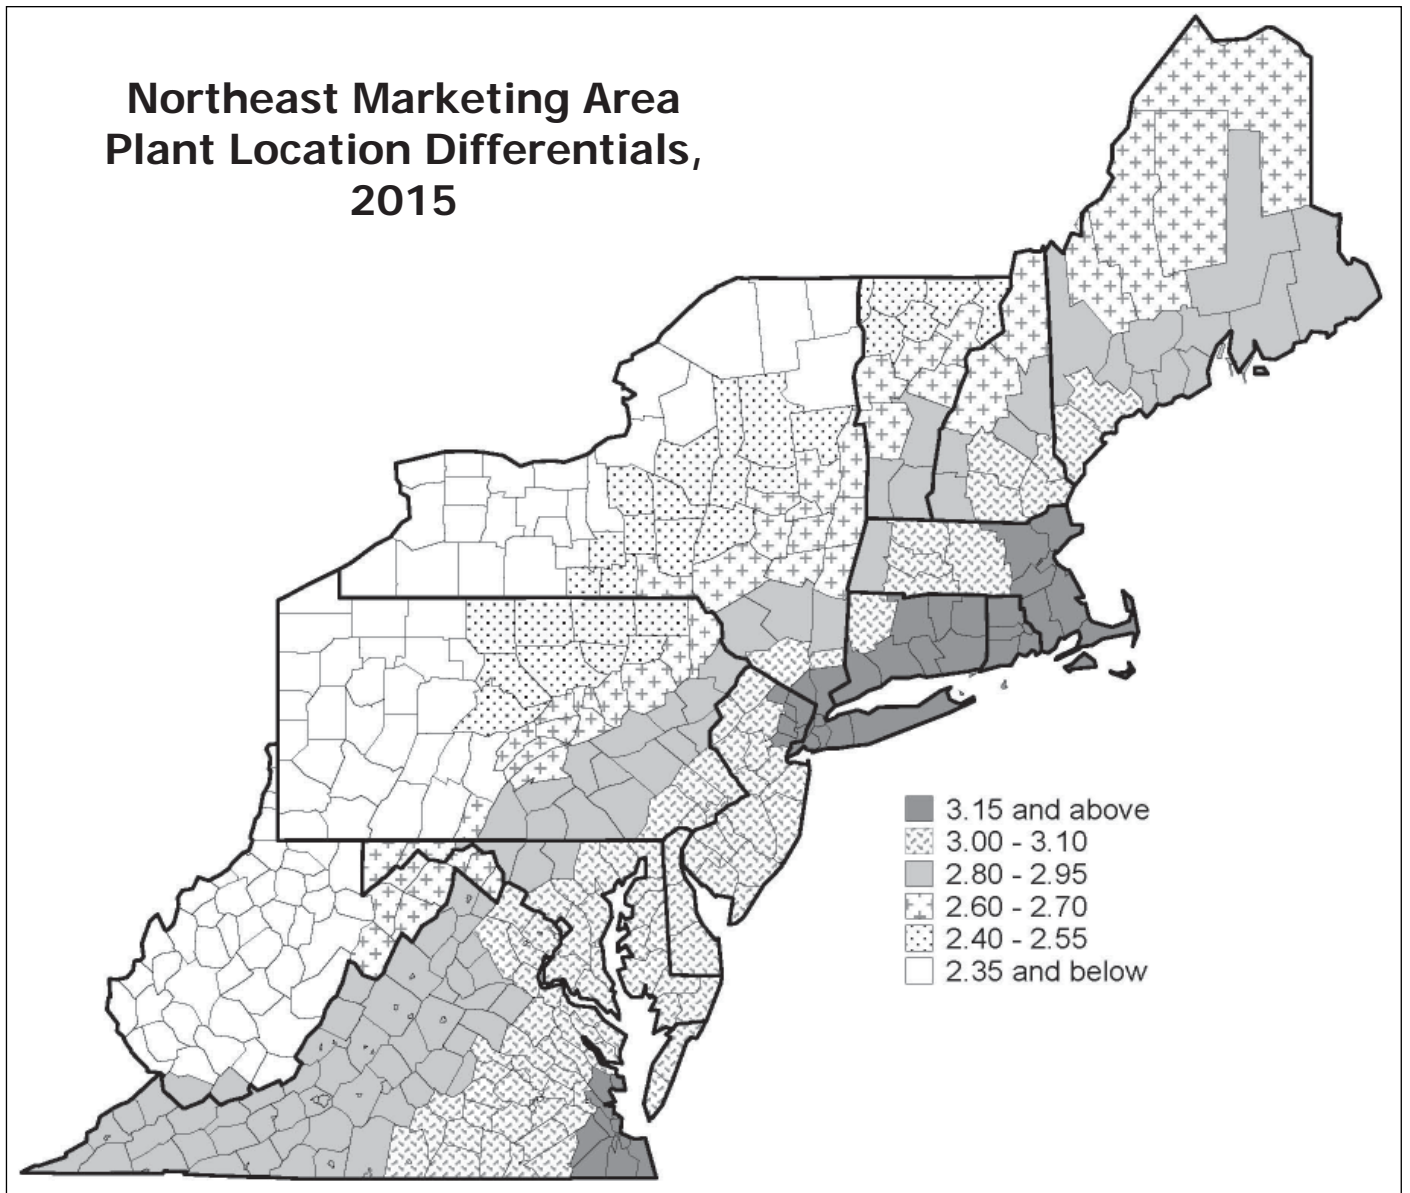 Northeast Marketing Area
Plant Location Differentials,
2015
3.15 and above
3.00 - 3.10
2.80 - 2.95
2.60 - 2.70
2.40 - 2.55
2.35 and below